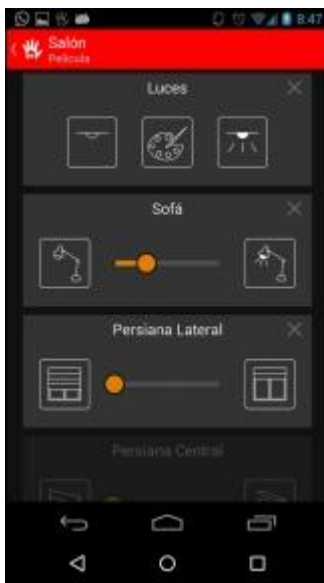 8:47
Salón
Película
Luces
Sofá
Persiana Lateral
Persiana Central